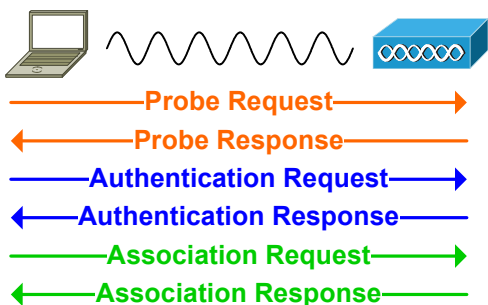 Probe Request
Probe Response
Authentication Request
Authentication Response
Association Request
Association Response